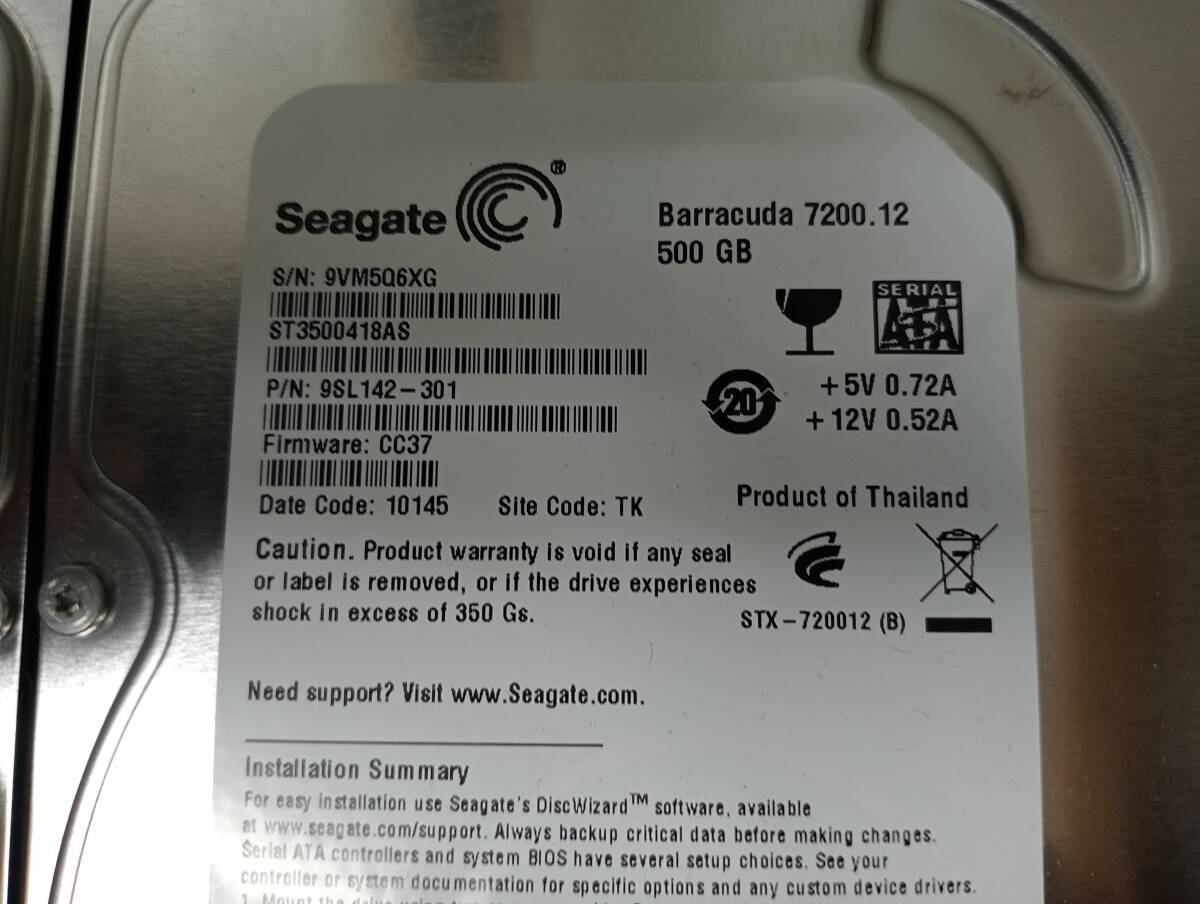 Seagate®
Barracuda 7200.12
500 GB
S/N: 9VM5Q6XG
ST3500418AS
P/N: 9SL142-301
Firmware: CC37
Date Code: 10145 Site Code: TK
SERIAL
ATA
20
+5V 0.72A
+12V 0.52A
Product of Thailand
Caution. Product warranty is void if any seal
or label is removed, or if the drive experiences
shock in excess of 350 Gs.
STX-720012 (B)
Need support? Visit www.Seagate.com.
Installation Summary
For easy installation use Seagate's DiscWizard™ software, available
at www.seagate.com/support. Always backup critical data before making changes.
Serial ATA controllers and system BIOS have several setup choices. See your
controller or system documentation for specific options and any custom device drivers.
1. Mount the drive using